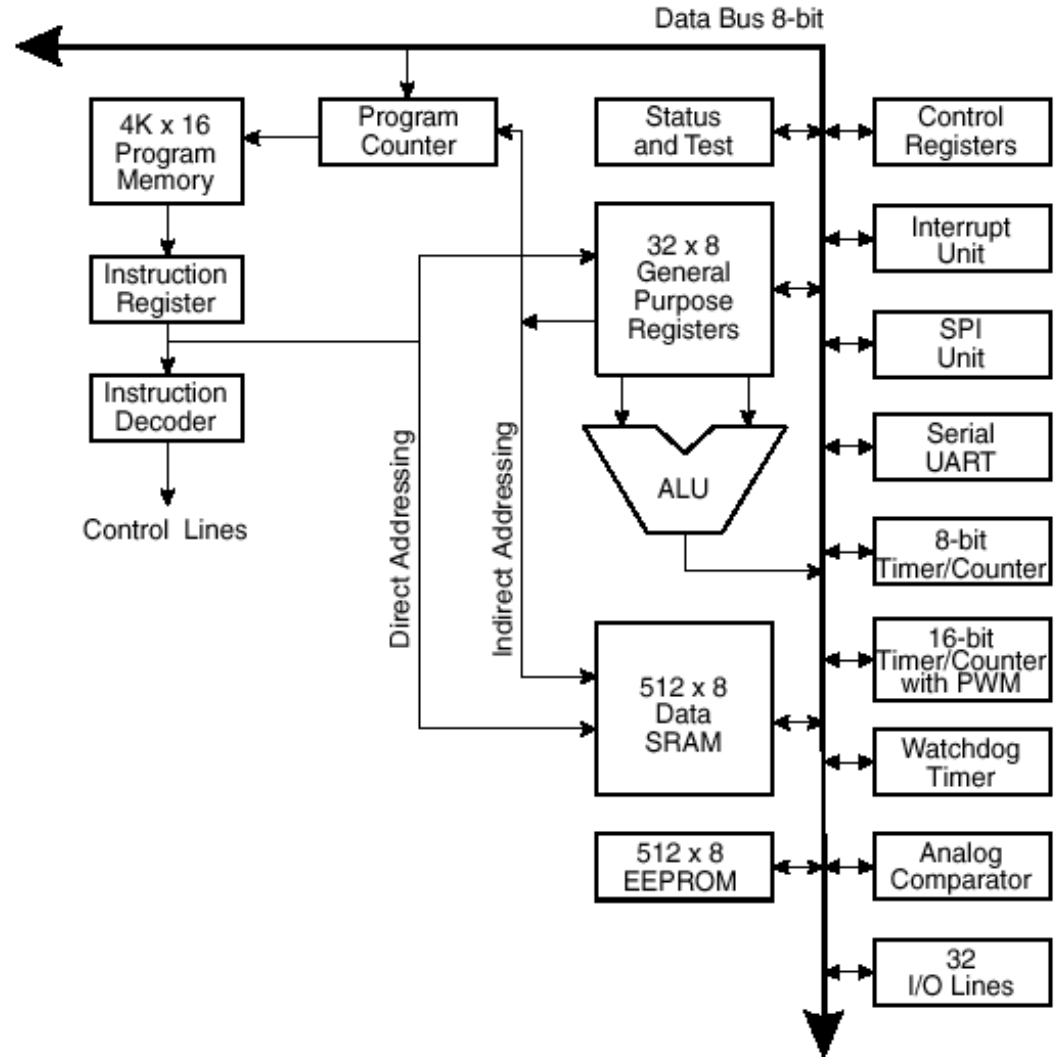 Data Bus 8-bit
4K x 16
Program
Memory
Program
Counter
Status
and Test
Control
Registers
32 x 8
General
Purpose
Registers
Interrupt
Unit
Instruction
Register
SPI
Unit
Instruction
Decoder
Control Lines
Direct Addressing
Indirect Addressing
ALU
Serial
UART
8-bit
Timer/Counter
512 x 8
Data
SRAM
16-bit
Timer/Counter
with PWM
Watchdog
Timer
512 x 8
EEPROM
Analog
Comparator
32
I/O Lines